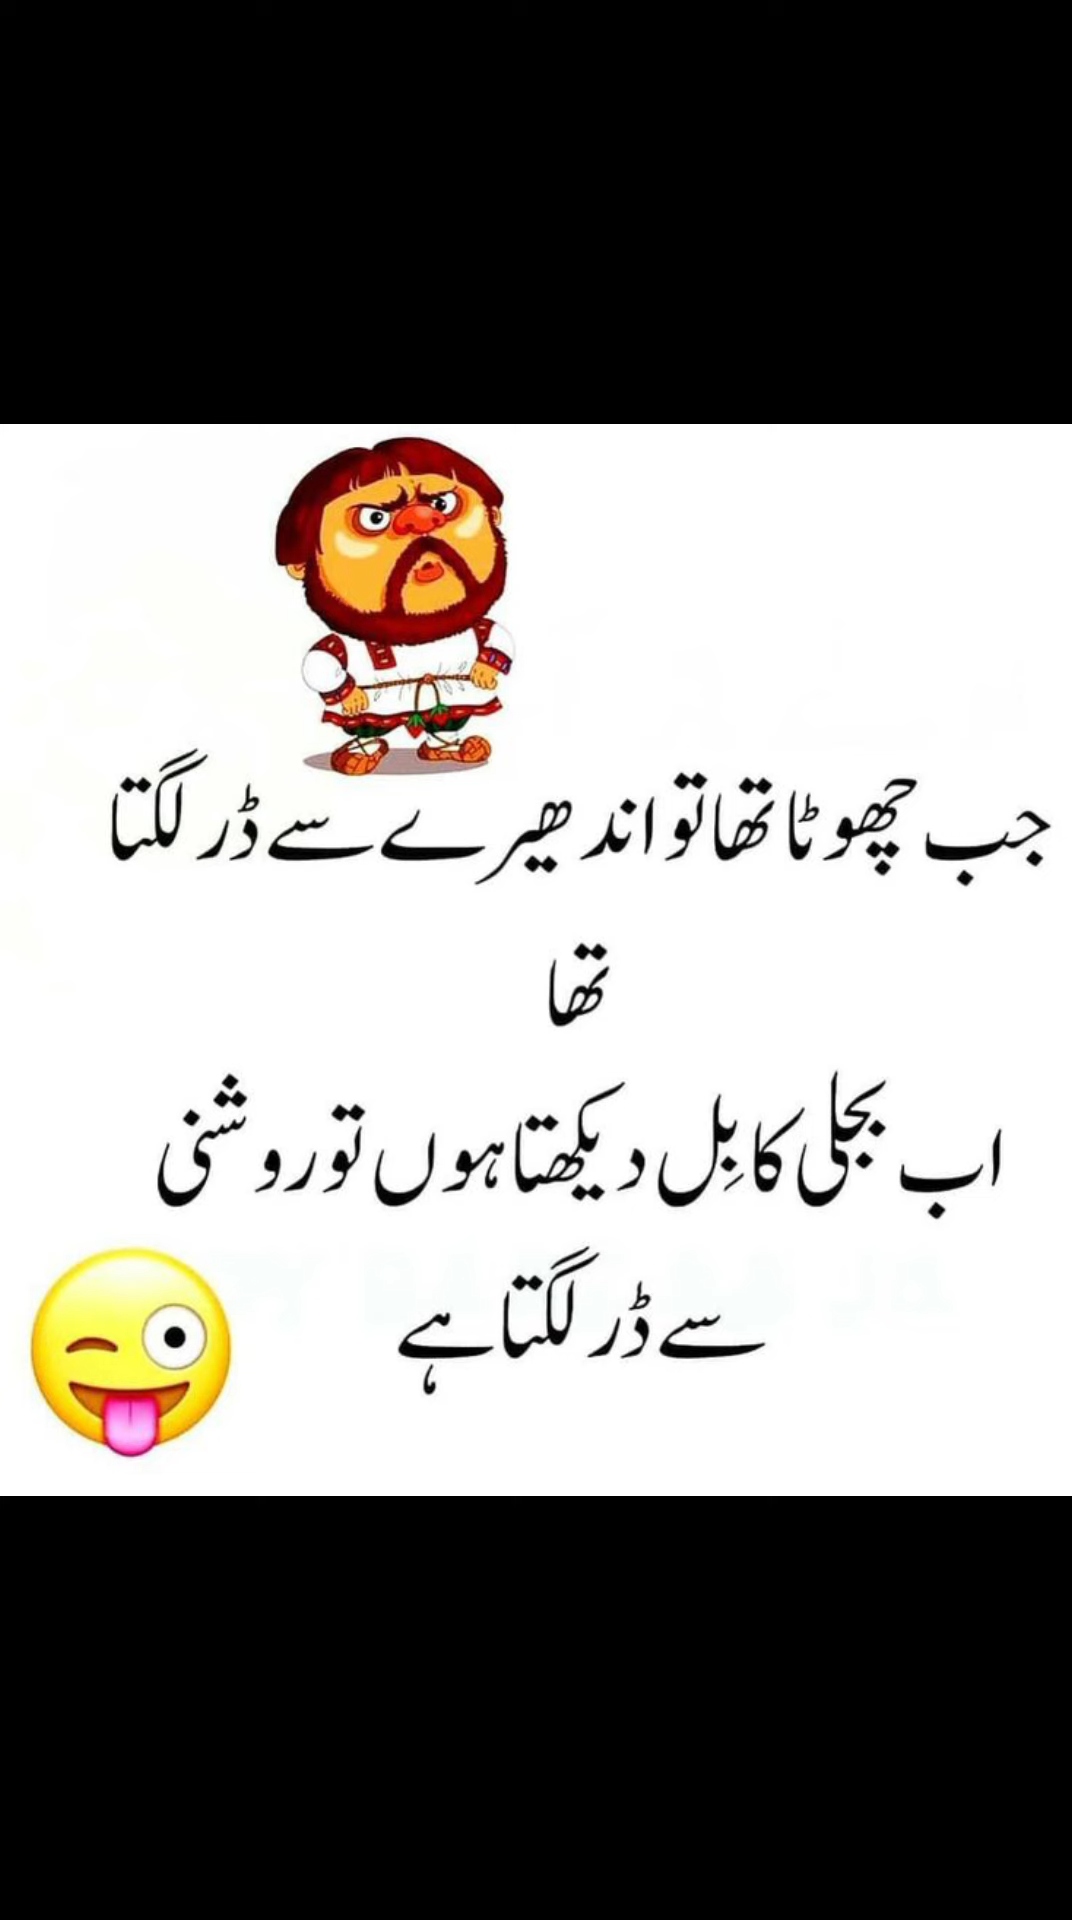 جب چھوٹا تھا تو اندھیرے سے ڈر لگتا
تھا
اب بجلی کا بِل دیکھتا ہوں تو روشنی
سے ڈر لگتا ہے